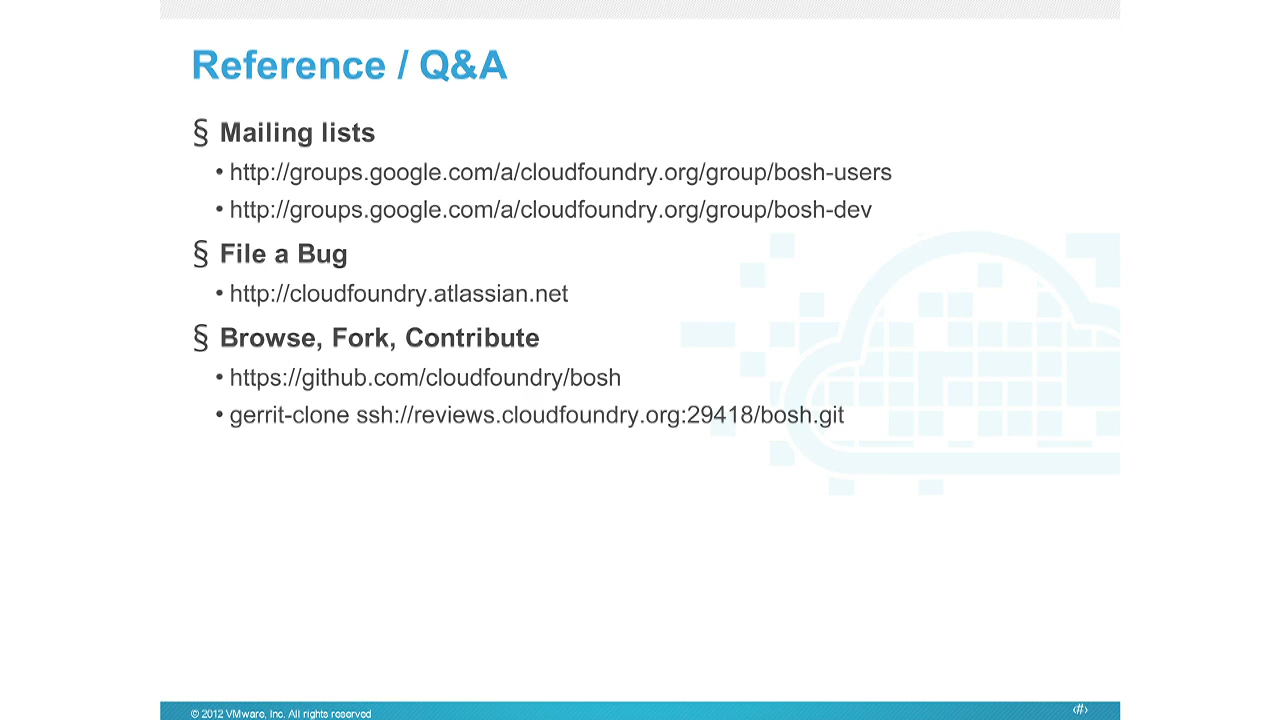 Reference / Q&A
§ Mailing lists
• http://groups.google.com/a/cloudfoundry.org/group/bosh-users
• http://groups.google.com/a/cloudfoundry.org/group/bosh-dev
§ File a Bug
• http://cloudfoundry.atlassian.net
§ Browse, Fork, Contribute
• https://github.com/cloudfoundry/bosh
• gerrit-clone ssh://reviews.cloudfoundry.org:29418/bosh.git
© 2012 VMware, Inc. All rights reserved
‹#›